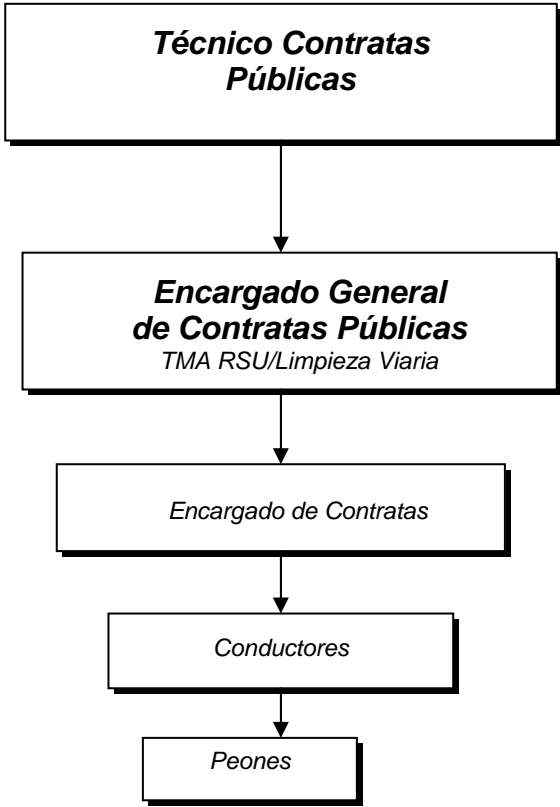 Técnico Contratas
Públicas
Encargado General
de Contratas Públicas
TMA RSU/Limpieza Viaria
Encargado de Contratas
Conductores
Peones